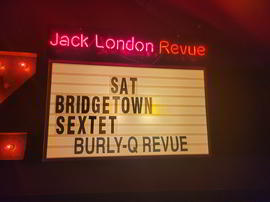 Jack London Revue
SAT
BRIDGETOWN
SEXTET
BURLY-Q REVUE